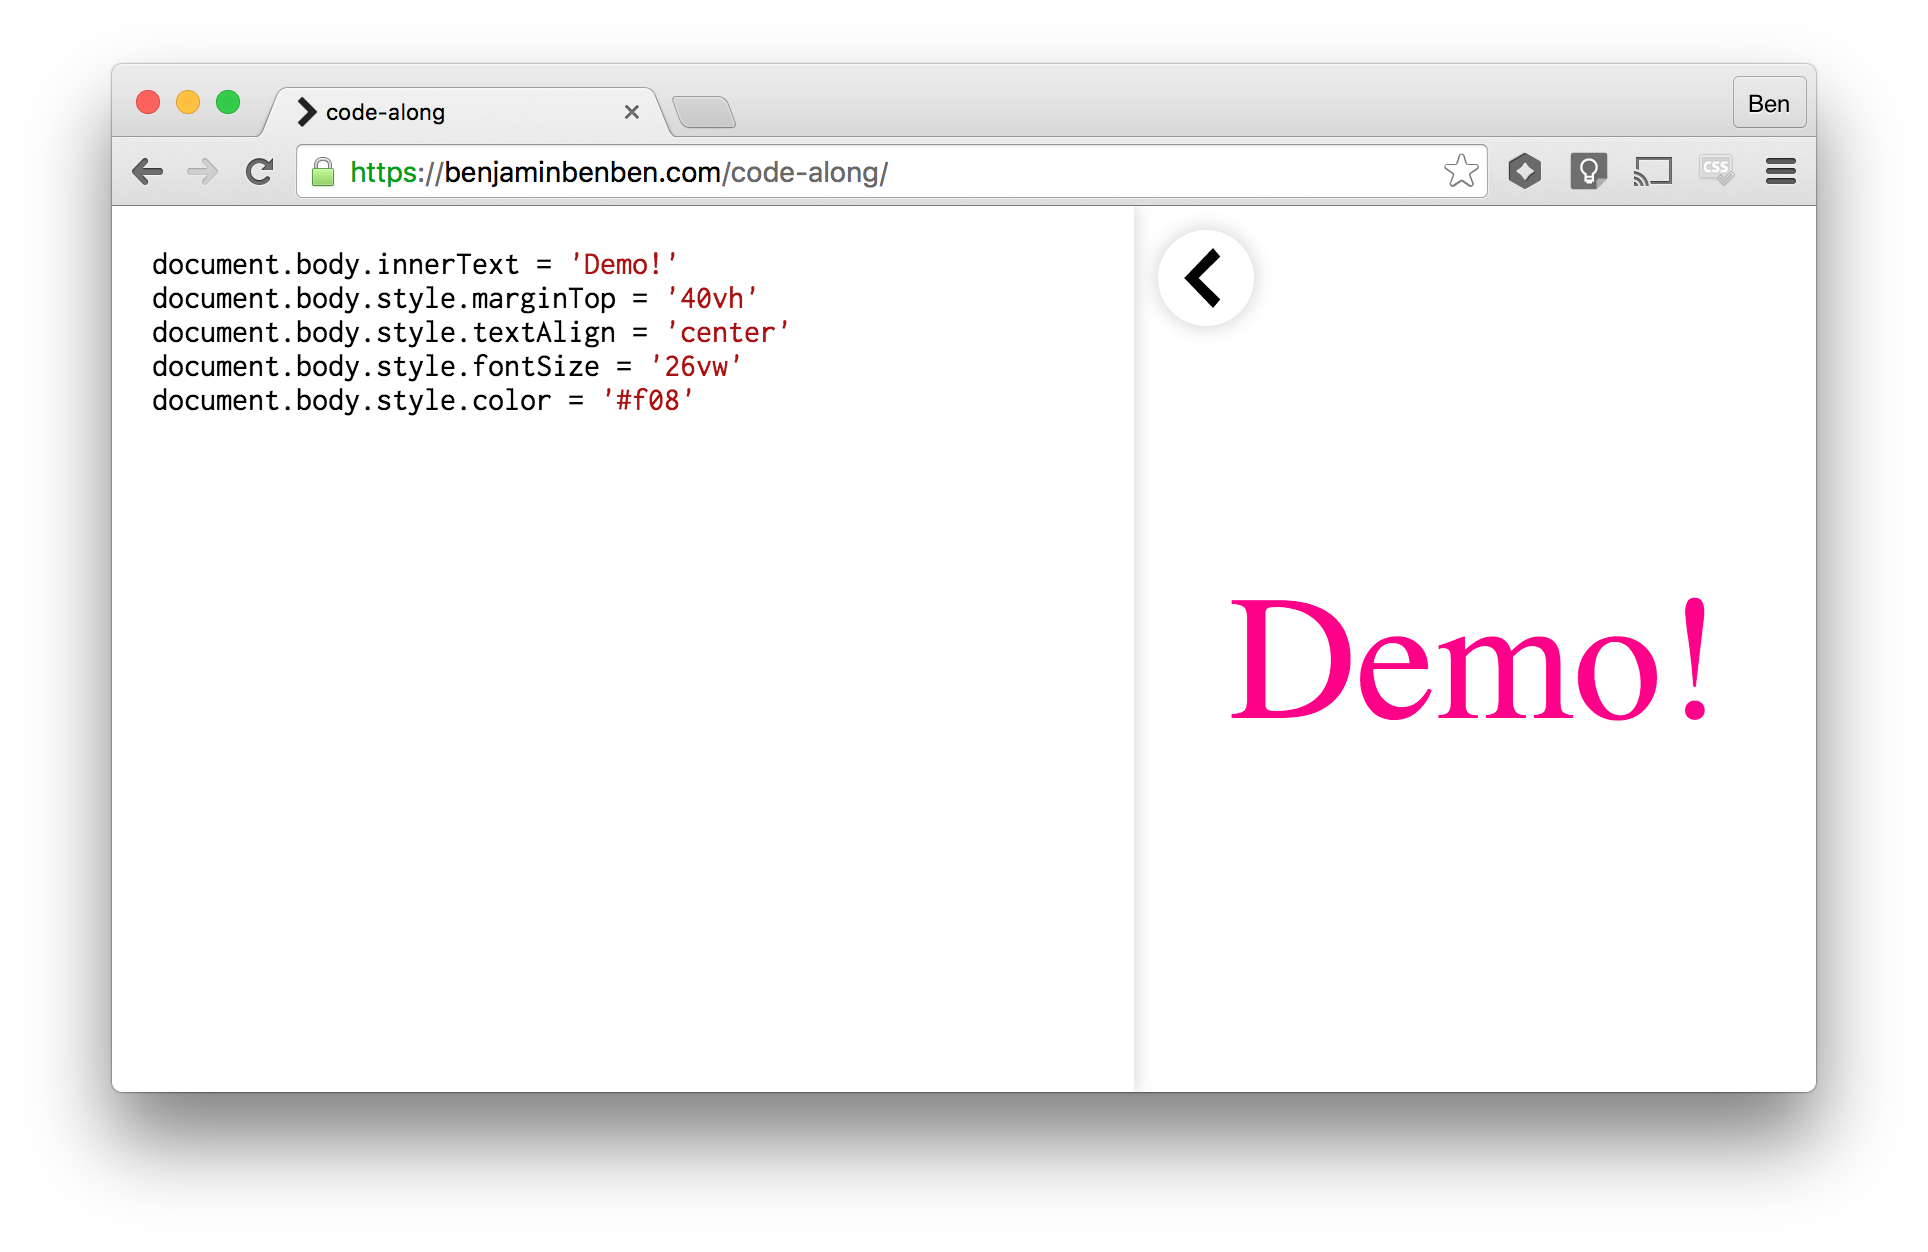 code-along
Ben
https://benjaminbenben.com/code-along/
CSS
document.body.innerText = 'Demo!'
document.body.style.marginTop = '40vh'
document.body.style.textAlign = 'center'
document.body.style.fontSize = '26vw'
document.body.style.color = '#f08'
Demo!